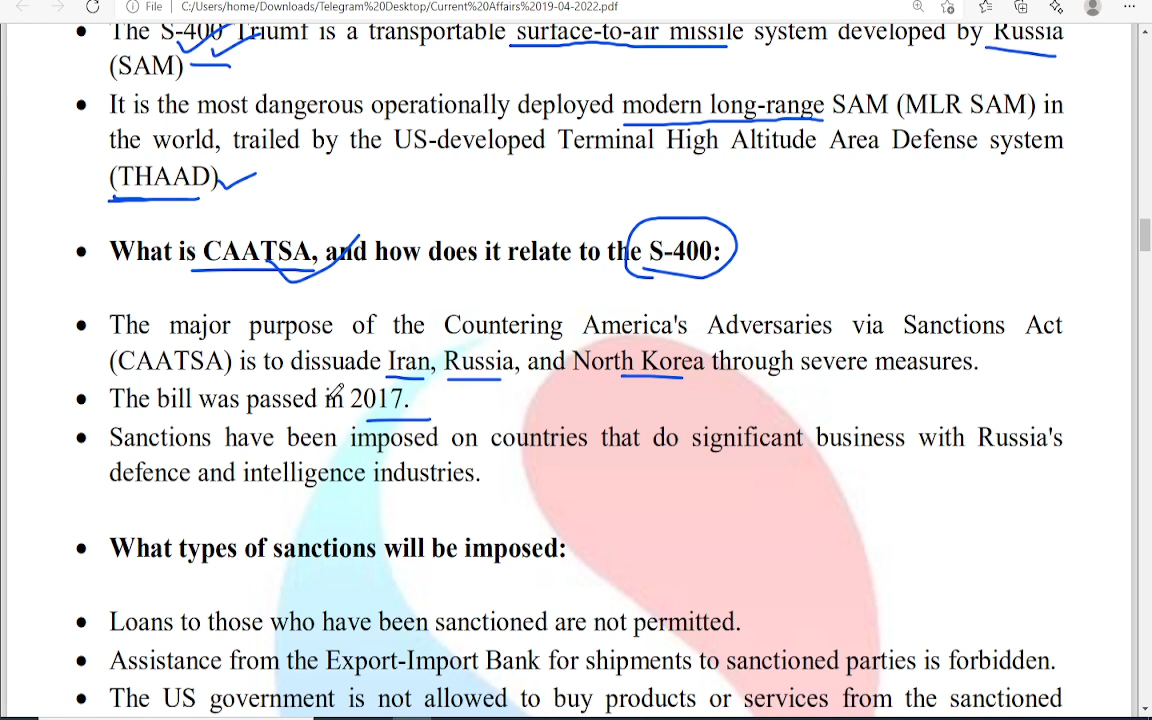 File
C:/Users/home/Downloads/Telegram%20Desktop/Current%20Affairs%2019-04-2022.pdf
• The S-400 Triumf is a transportable surface-to-air missile system developed by Russia
(SAM)
• It is the most dangerous operationally deployed modern long-range SAM (MLR SAM) in
the world, trailed by the US-developed Terminal High Altitude Area Defense system
(THAAD)
• What is CAATSA, and how does it relate to the S-400:
• The major purpose of the Countering America's Adversaries via Sanctions Act
(CAATSA) is to dissuade Iran, Russia, and North Korea through severe measures.
• The bill was passed in 2017.
• Sanctions have been imposed on countries that do significant business with Russia's
defence and intelligence industries.
• What types of sanctions will be imposed:
• Loans to those who have been sanctioned are not permitted.
• Assistance from the Export-Import Bank for shipments to sanctioned parties is forbidden.
• The US government is not allowed to buy products or services from the sanctioned